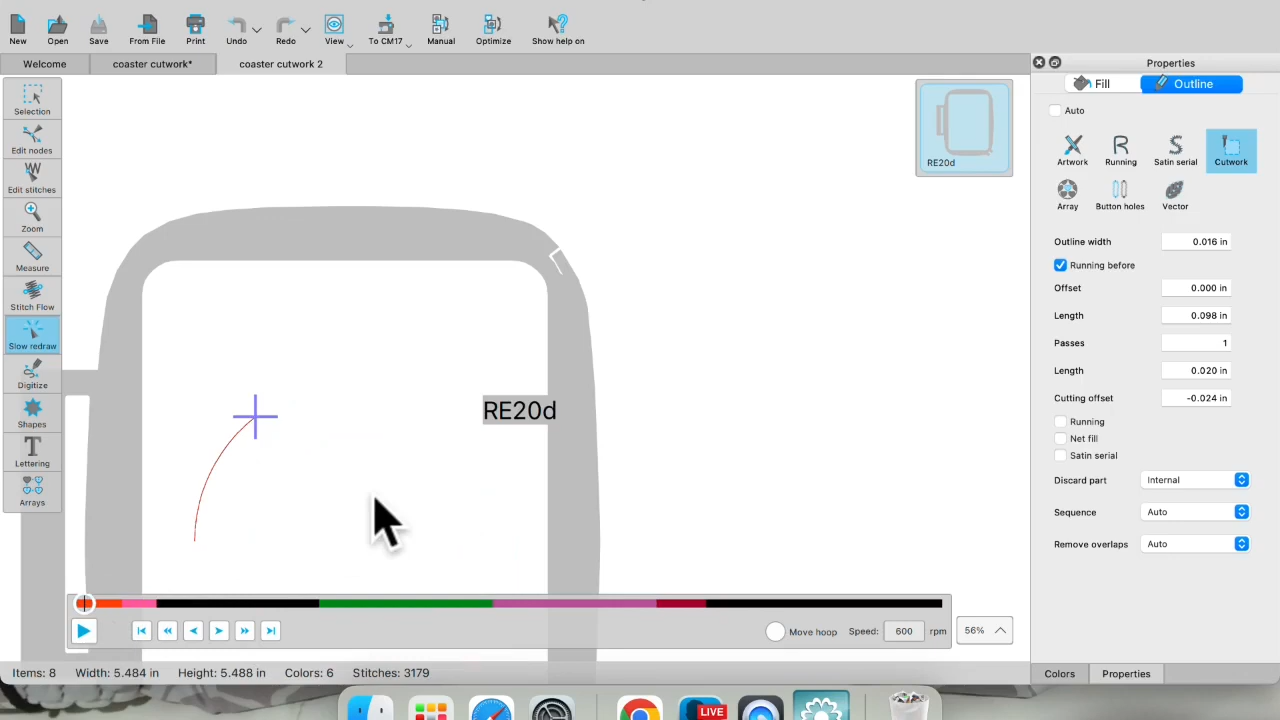 New Open Save From File Print Undo Redo View To CM17 Manual Optimize Show help on
Welcome coaster cutwork* coaster cutwork 2
Properties
Fill Outline
Auto
Artwork Running Satin serial Cutwork
Array Button holes Vector
Outline width 0.016 in
Running before
Offset 0.000 in
Length 0.098 in
Passes 1
Length 0.020 in
Cutting offset -0.024 in
Running
Net fill
Satin serial
Discard part Internal
Sequence Auto
Remove overlaps Auto
Selection
Edit nodes
Edit stitches
Zoom
Measure
Stitch Flow
Slow redraw
Digitize
Shapes
T
Lettering
Arrays
RE20d
RE20d
Move hoop Speed: 600 rpm 56%
Items: 8 Width: 5.484 in Height: 5.488 in Colors: 6 Stitches: 3179
Colors Properties
LIVE